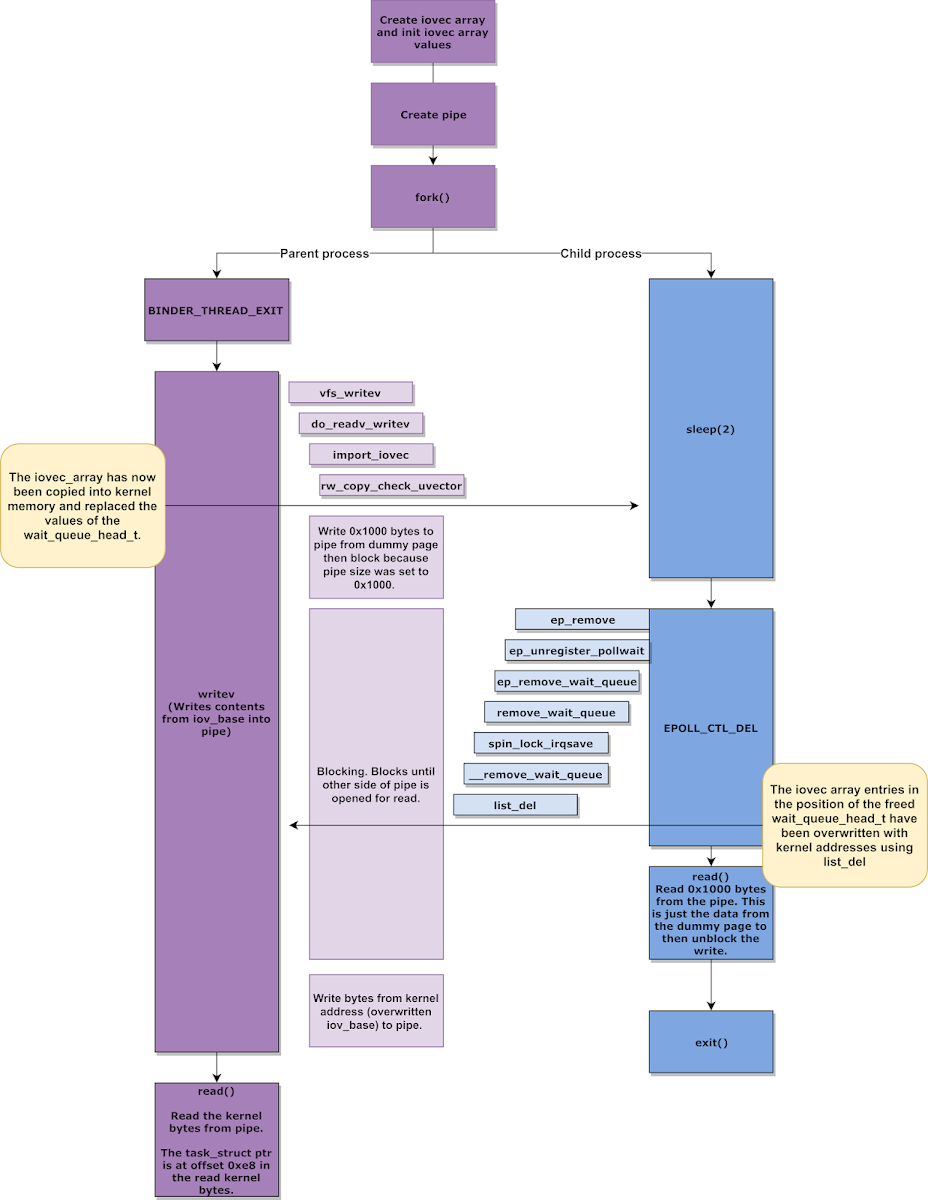 Create iovec array
and init iovec array
values
Create pipe
fork()
Parent process
Child process
BINDER_THREAD_EXIT
vfs_writev
do_readv_writev
import_iovec
rw_copy_check_uvector
sleep(2)
The iovec_array has now
been copied into kernel
memory and replaced the
values of the
wait_queue_head_t.
Write 0x1000 bytes to
pipe from dummy page
then block because
pipe size was set to
0x1000.
writev
(Writes contents
from iov_base into
pipe)
Blocking. Blocks until
other side of pipe is
opened for read.
ep_remove
ep_unregister_pollwait
ep_remove_wait_queue
remove_wait_queue
spin_lock_irqsave
__remove_wait_queue
list_del
EPOLL_CTL_DEL
The iovec array entries in
the position of the freed
wait_queue_head_t have
been overwritten with
kernel addresses using
list_del
read()
Read 0x1000 bytes
from the pipe. This
is just the data from
the dummy page to
then unblock the
write.
Write bytes from kernel
address (overwritten
iov_base) to pipe.
exit()
read()
Read the kernel
bytes from pipe.
The task_struct ptr
is at offset 0xe8 in
the read kernel
bytes.